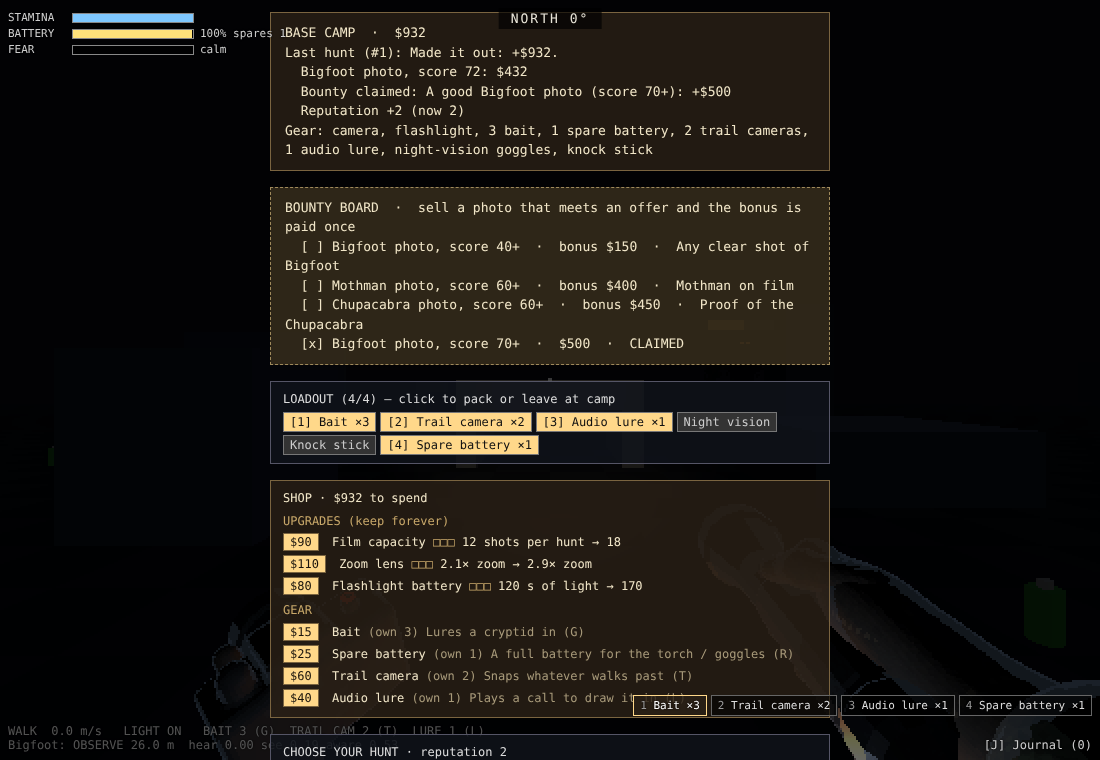 NORTH 0°
STAMINA
BATTERY 100% spares 1
FEAR calm
BASE CAMP · $932
Last hunt (#1): Made it out: +$932.
Bigfoot photo, score 72: $432
Bounty claimed: A good Bigfoot photo (score 70+): +$500
Reputation +2 (now 2)
Gear: camera, flashlight, 3 bait, 1 spare battery, 2 trail cameras,
1 audio lure, night-vision goggles, knock stick
BOUNTY BOARD · sell a photo that meets an offer and the bonus is
paid once
[ ] Bigfoot photo, score 40+ · bonus $150 · Any clear shot of
Bigfoot
[ ] Mothman photo, score 60+ · bonus $400 · Mothman on film
[ ] Chupacabra photo, score 60+ · bonus $450 · Proof of the
Chupacabra
[x] Bigfoot photo, score 70+ · $500 · CLAIMED
LOADOUT (4/4) — click to pack or leave at camp
[1] Bait ×3 [2] Trail camera ×2 [3] Audio lure ×1 Night vision
Knock stick [4] Spare battery ×1
SHOP · $932 to spend
UPGRADES (keep forever)
$90 Film capacity □□□ 12 shots per hunt → 18
$110 Zoom lens □□□ 2.1× zoom → 2.9× zoom
$80 Flashlight battery □□□ 120 s of light → 170
GEAR
$15 Bait (own 3) Lures a cryptid in (G)
$25 Spare battery (own 1) A full battery for the torch / goggles (R)
$60 Trail camera (own 2) Snaps whatever walks past (T)
$40 Audio lure (own 1) Plays a call to draw it
1 Bait ×3 2 Trail camera ×2 3 Audio lure ×1 4 Spare battery ×1
WALK 0.0 m/s LIGHT ON BAIT 3 (G) TRAIL CAM 2 (T) LURE 1 (L)
Bigfoot: OBSERVE 26.0 m hear 0.00
CHOOSE YOUR HUNT · reputation 2
[J] Journal (0)